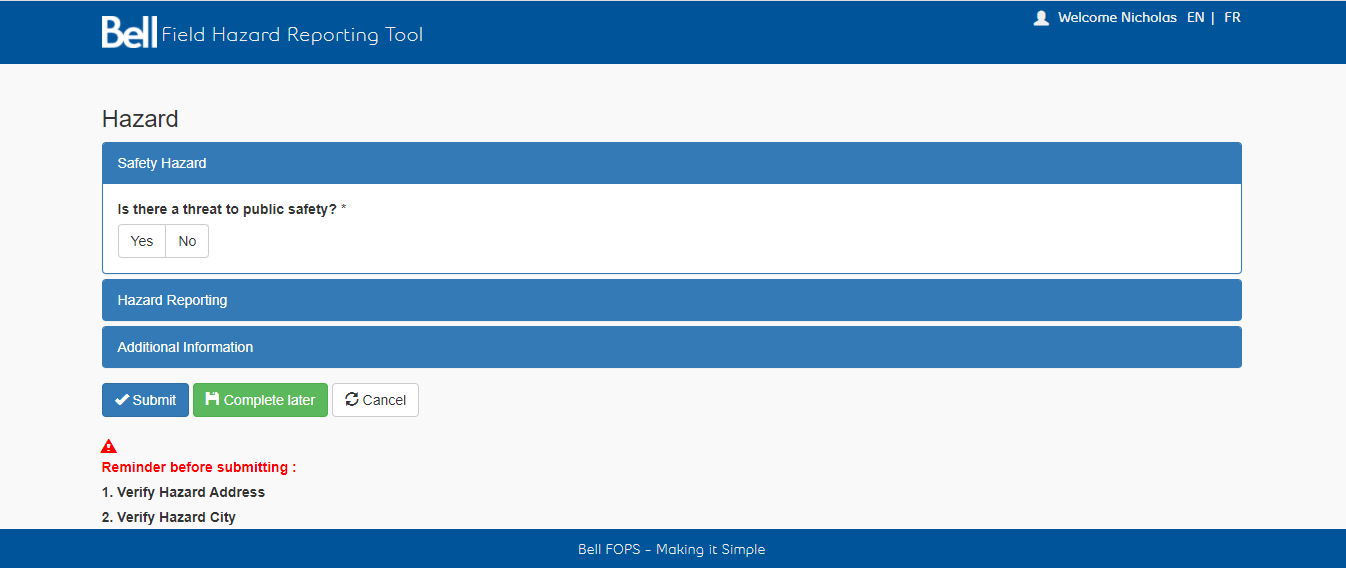 Bell Field Hazard Reporting Tool
Welcome Nicholas EN | FR
Hazard
Safety Hazard
Is there a threat to public safety? *
Yes No
Hazard Reporting
Additional Information
Submit Complete later Cancel
Reminder before submitting :
1. Verify Hazard Address
2. Verify Hazard City
Bell FOPS – Making it Simple